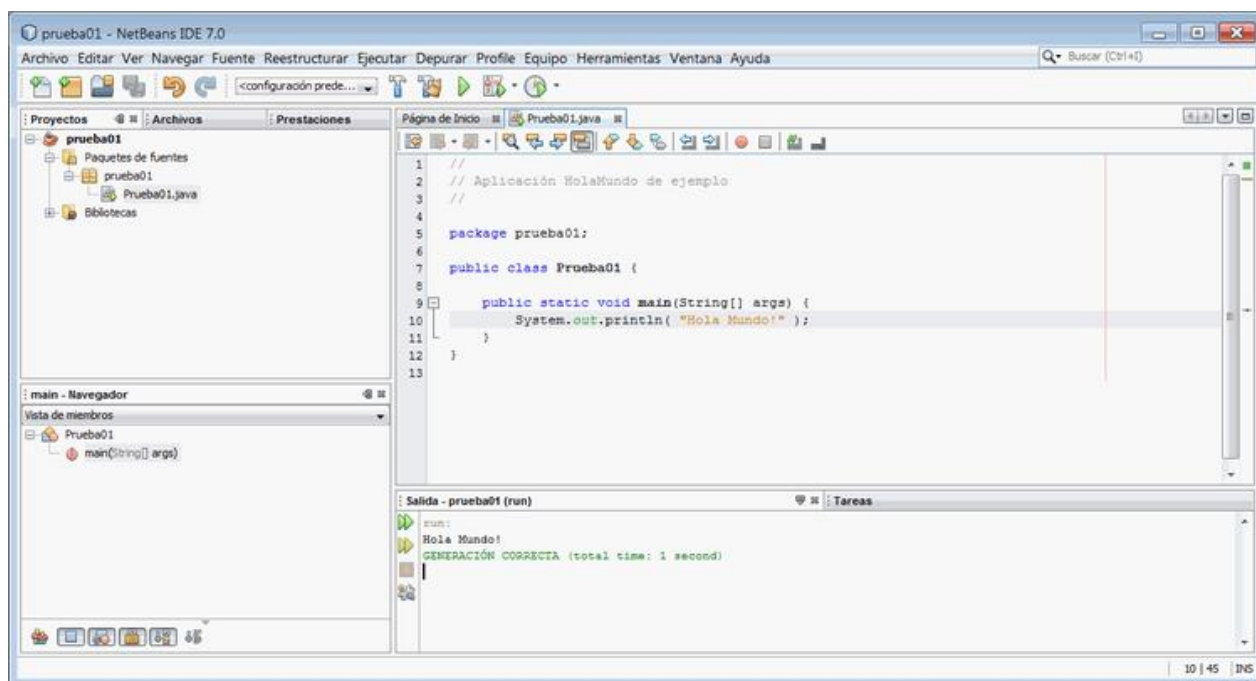 prueba01 - NetBeans IDE 7.0
Archivo Editar Ver Navegar Fuente Reestructurar Ejecutar Depurar Profile Equipo Herramientas Ventana Ayuda
Buscar (Ctrl+I)
<configuración prede...
Proyectos Archivos Prestaciones
prueba01
Paquetes de fuentes
prueba01
Prueba01.java
Bibliotecas
Página de Inicio Prueba01.java
1 //
2 // Aplicación HolaMundo de ejemplo
3 //
4
5 package prueba01;
6
7 public class Prueba01 {
8
9 public static void main(String[] args) {
10 System.out.println( "Hola Mundo!" );
11 }
12 }
13
main - Navegador
Vista de miembros
Prueba01
main(String[] args)
Salida - prueba01 (run) Tareas
run:
Hola Mundo!
GENERACIÓN CORRECTA (total time: 1 second)
10 | 45 INS